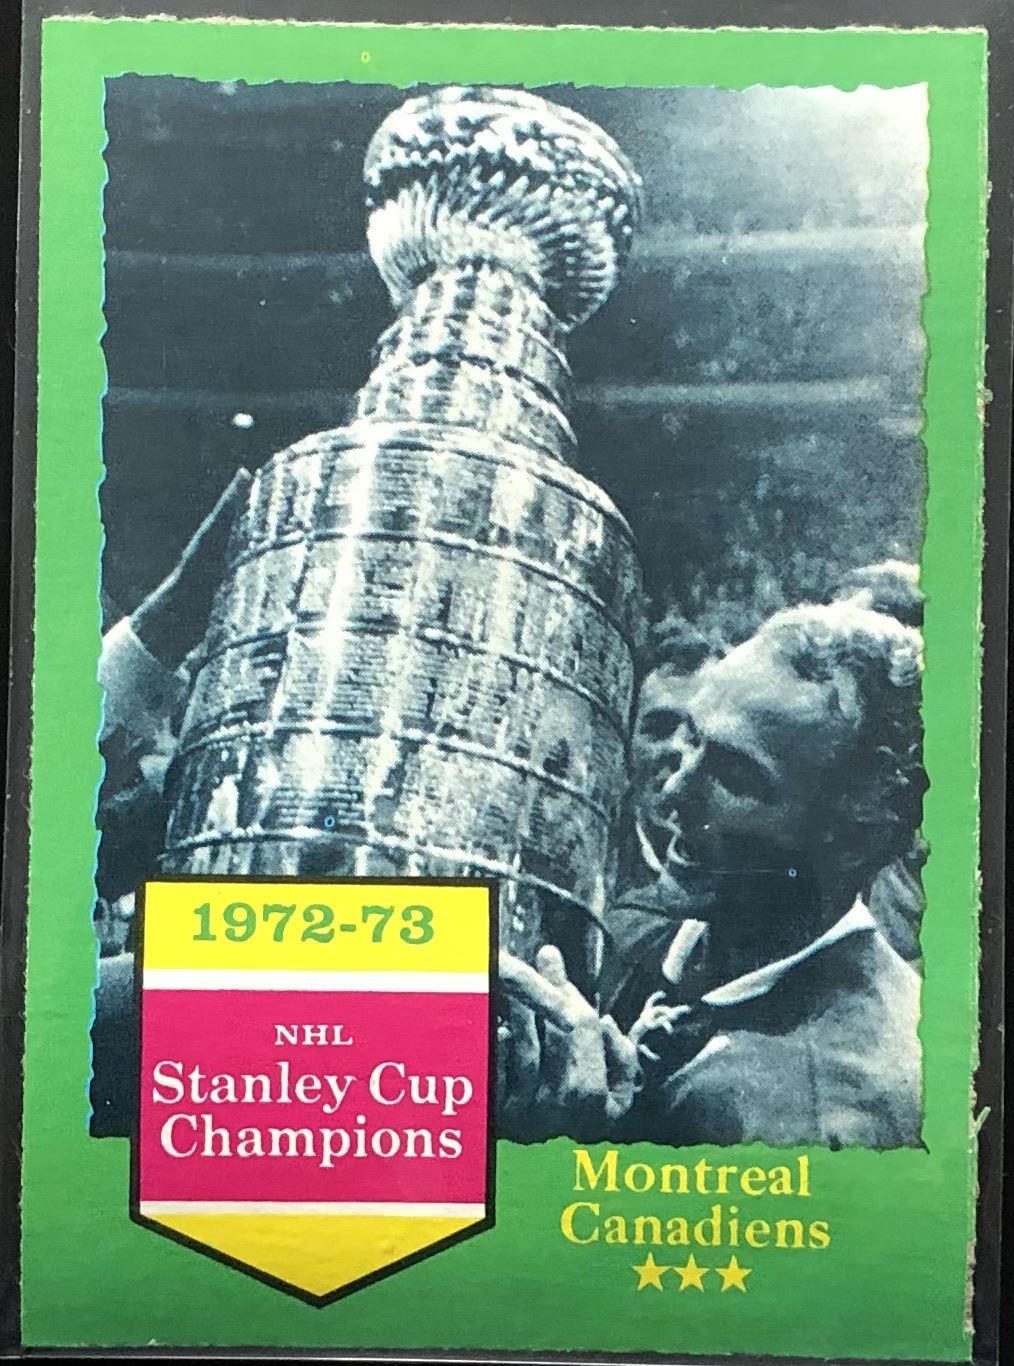 1972-73
NHL
Stanley Cup
Champions
Montreal
Canadiens